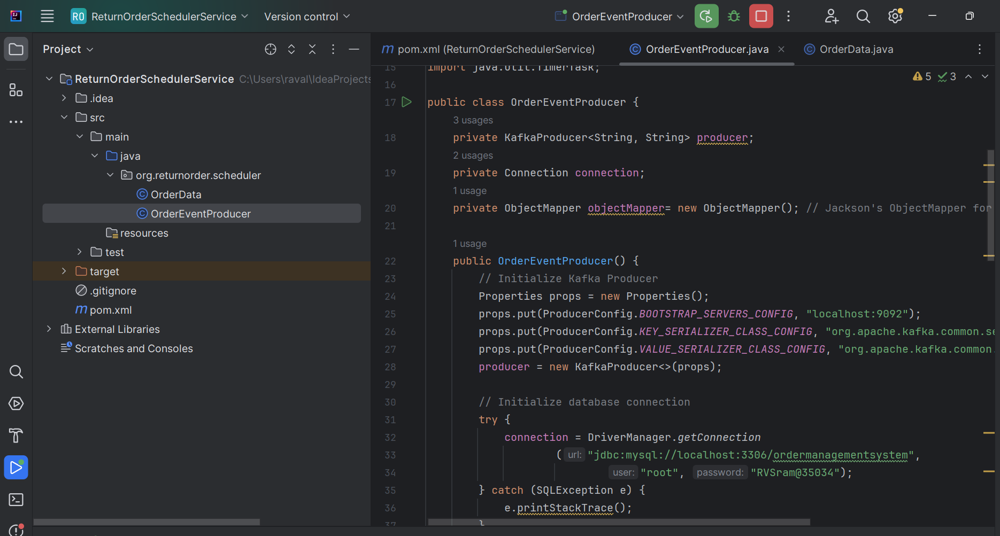 RO ReturnOrderSchedulerService Version control OrderEventProducer
Project
ReturnOrderSchedulerService C:\Users\raval\IdeaProjects
.idea
src
main
java
org.returnorder.scheduler
OrderData
OrderEventProducer
resources
test
target
.gitignore
pom.xml
External Libraries
Scratches and Consoles
pom.xml (ReturnOrderSchedulerService) OrderEventProducer.java OrderData.java
5 3
15 import java.util.TimerTask;
16
17 public class OrderEventProducer {
3 usages
18 private KafkaProducer<String, String> producer;
2 usages
19 private Connection connection;
1 usage
20 private ObjectMapper objectMapper= new ObjectMapper(); // Jackson's ObjectMapper for
21
1 usage
22 public OrderEventProducer() {
23 // Initialize Kafka Producer
24 Properties props = new Properties();
25 props.put(ProducerConfig.BOOTSTRAP_SERVERS_CONFIG, "localhost:9092");
26 props.put(ProducerConfig.KEY_SERIALIZER_CLASS_CONFIG, "org.apache.kafka.common.se
27 props.put(ProducerConfig.VALUE_SERIALIZER_CLASS_CONFIG, "org.apache.kafka.common.
28 producer = new KafkaProducer<>(props);
29
30 // Initialize database connection
31 try {
32 connection = DriverManager.getConnection
33 ( url: "jdbc:mysql://localhost:3306/ordermanagementsystem",
34 user: "root", password: "RVSram@35034");
35 } catch (SQLException e) {
36 e.printStackTrace();
37 }